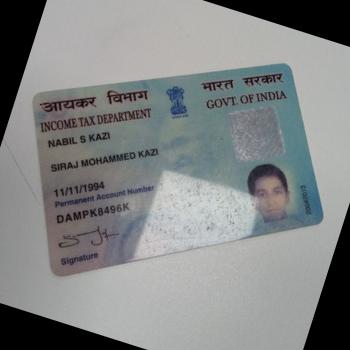 आयकर विभाग
INCOME TAX DEPARTMENT
भारत सरकार
GOVT. OF INDIA
NABIL S KAZI
SIRAJ MOHAMMED KAZI
11/11/1994
Permanent Account Number
DAMPK8496K
Signature